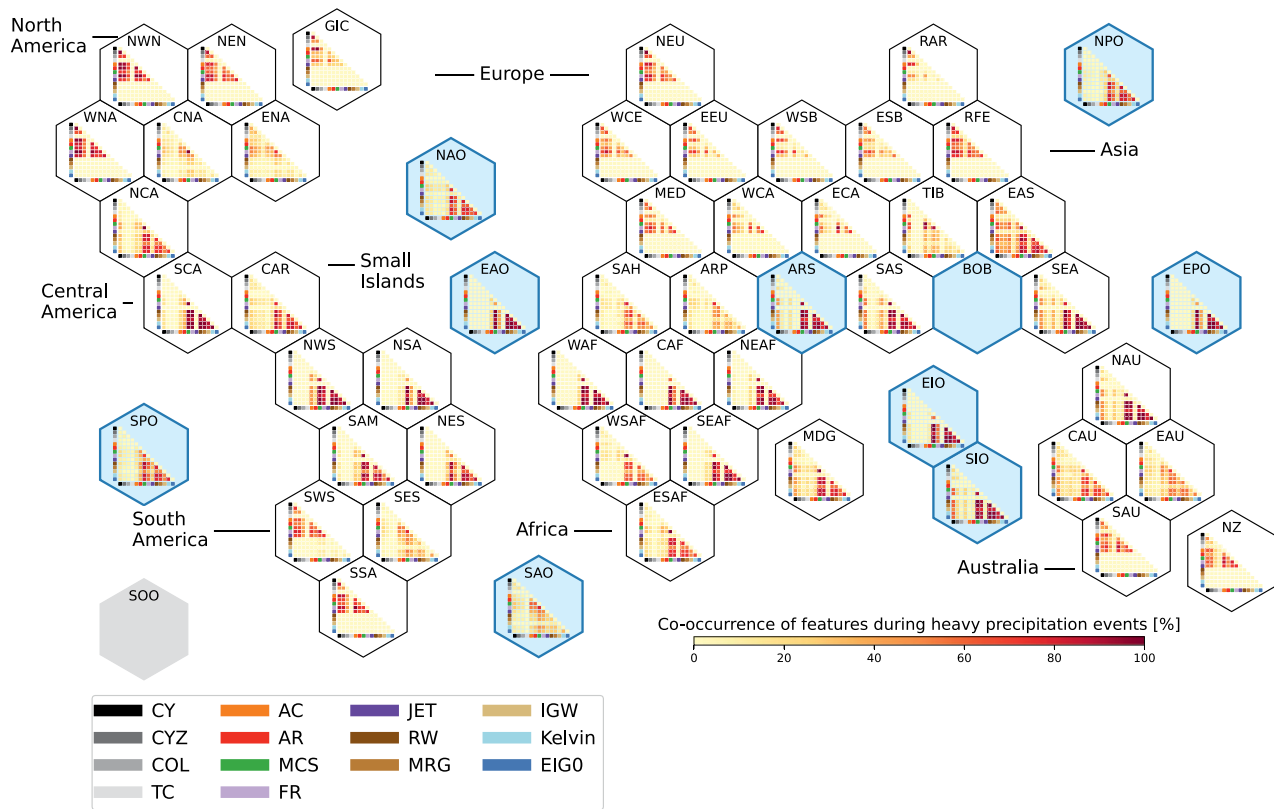 North
America
NWN
NEN
GIC
Europe
NEU
RAR
NPO
WNA
CNA
ENA
NAO
WCE
EEU
WSB
ESB
RFE
Asia
NCA
MED
WCA
ECA
TIB
EAS
Small
Islands
Central
America
SCA
CAR
EAO
SAH
ARP
ARS
SAS
BOB
SEA
EPO
NWS
NSA
WAF
CAF
NEAF
EIO
NAU
SPO
SAM
NES
WSAF
SEAF
MDG
SIO
CAU
EAU
South
America
SWS
SES
Africa
ESAF
Australia
SAU
NZ
SOO
SSA
SAO
Co-occurrence of features during heavy precipitation events [%]
0 20 40 60 80 100
CY AC JET IGW
CYZ AR RW Kelvin
COL MCS MRG EIG0
TC FR